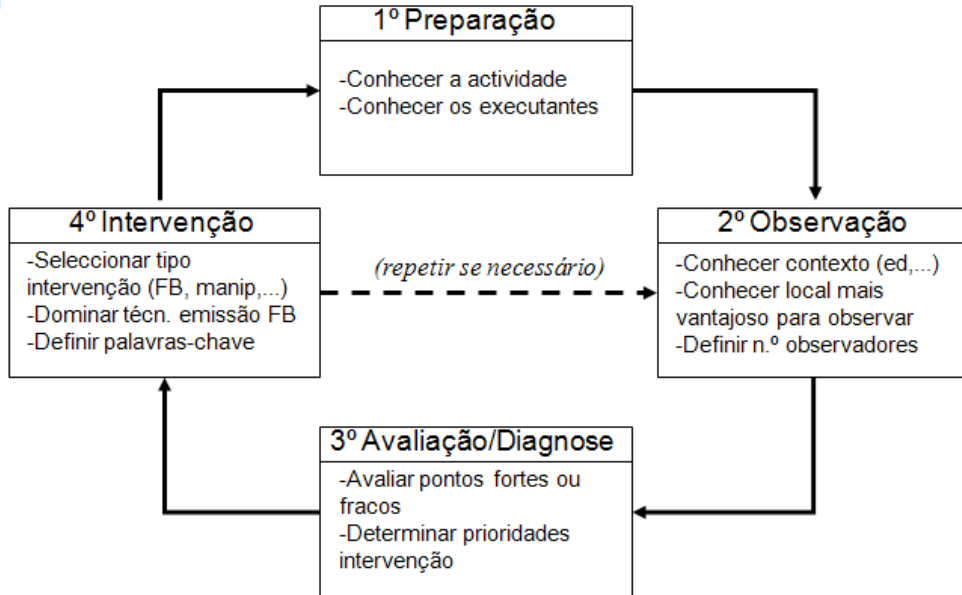 1º Preparação
-Conhecer a actividade
-Conhecer os executantes
4º Intervenção
-Seleccionar tipo
intervenção (FB, manip,...)
-Dominar técn. emissão FB
-Definir palavras-chave
(repetir se necessário)
2º Observação
-Conhecer contexto (ed,...)
-Conhecer local mais
vantajoso para observar
-Definir n.º observadores
3º Avaliação/Diagnose
-Avaliar pontos fortes ou
fracos
-Determinar prioridades
intervenção